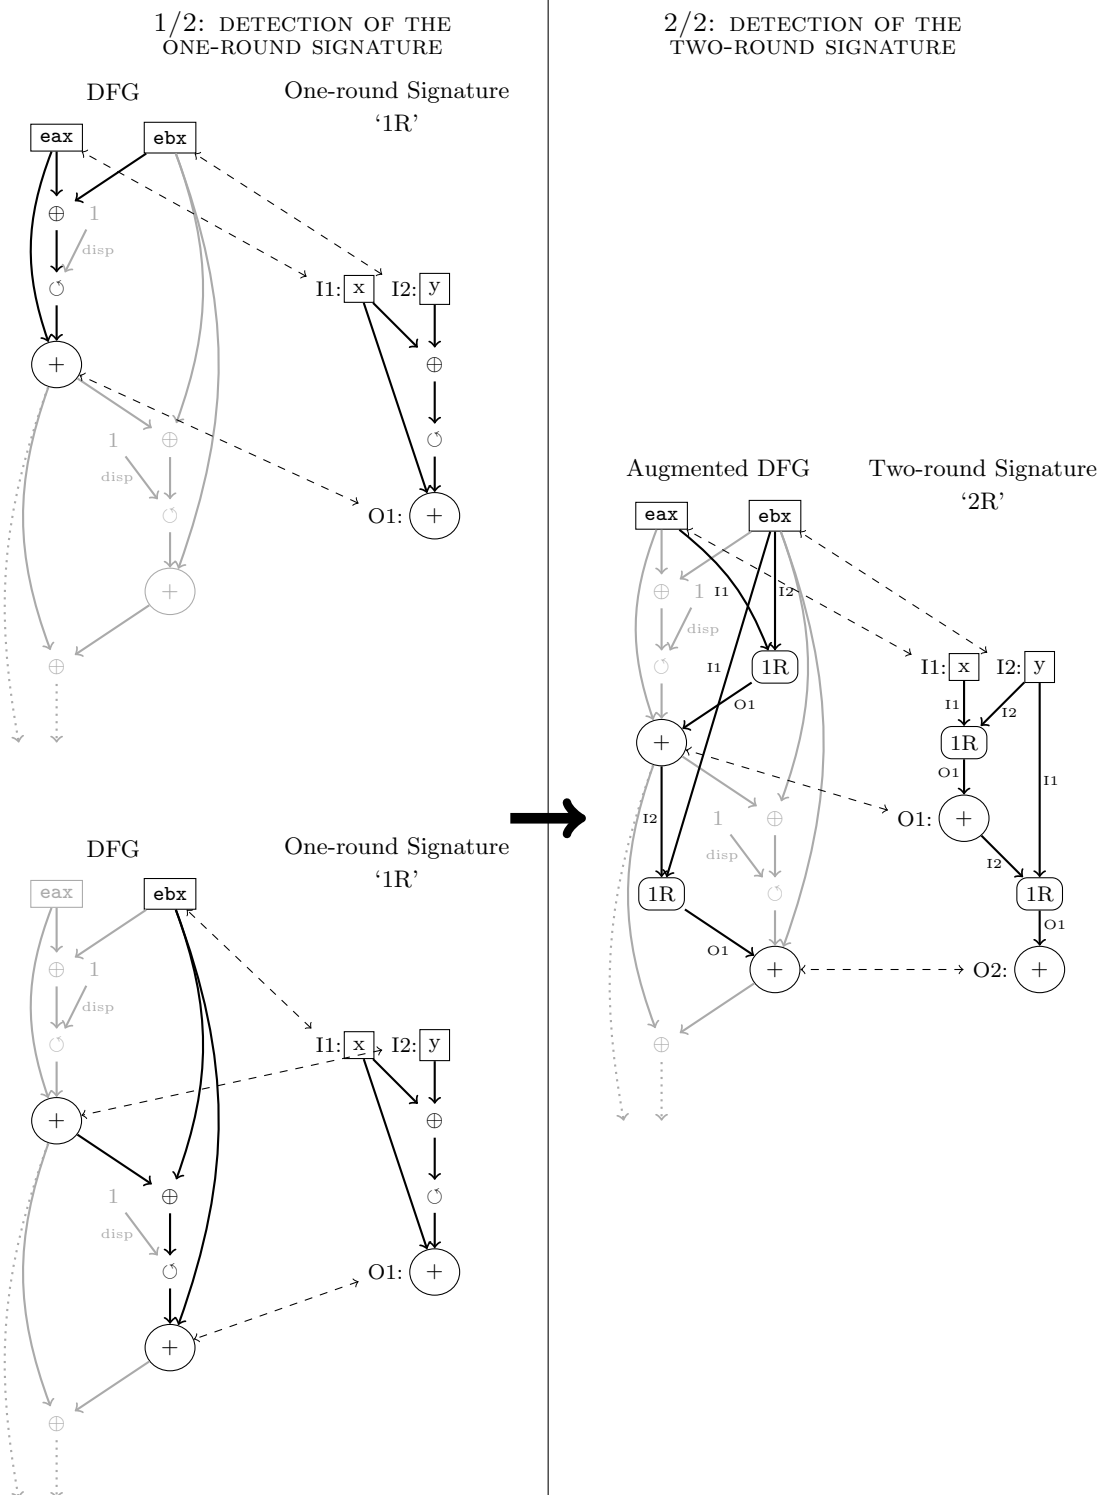 1/2: DETECTION OF THE
ONE-ROUND SIGNATURE
DFG
One-round Signature
‘1R’
eax
ebx
⊕
1
disp
↺
I1: x
I2: y
+
⊕
⊕
1
disp
↺
↺
O1: +
+
⊕
DFG
One-round Signature
‘1R’
eax
ebx
⊕
1
disp
↺
I1: x
I2: y
+
⊕
⊕
1
disp
↺
↺
O1: +
+
⊕
2/2: DETECTION OF THE
TWO-ROUND SIGNATURE
Augmented DFG
Two-round Signature
‘2R’
eax
ebx
⊕
1
I1
I2
disp
↺
I1
1R
I1: x
I2: y
O1
I1
I2
+
1R
O1
I1
I2
1
⊕
O1: +
disp
I2
1R
↺
1R
O1
O1
+
O2: +
⊕